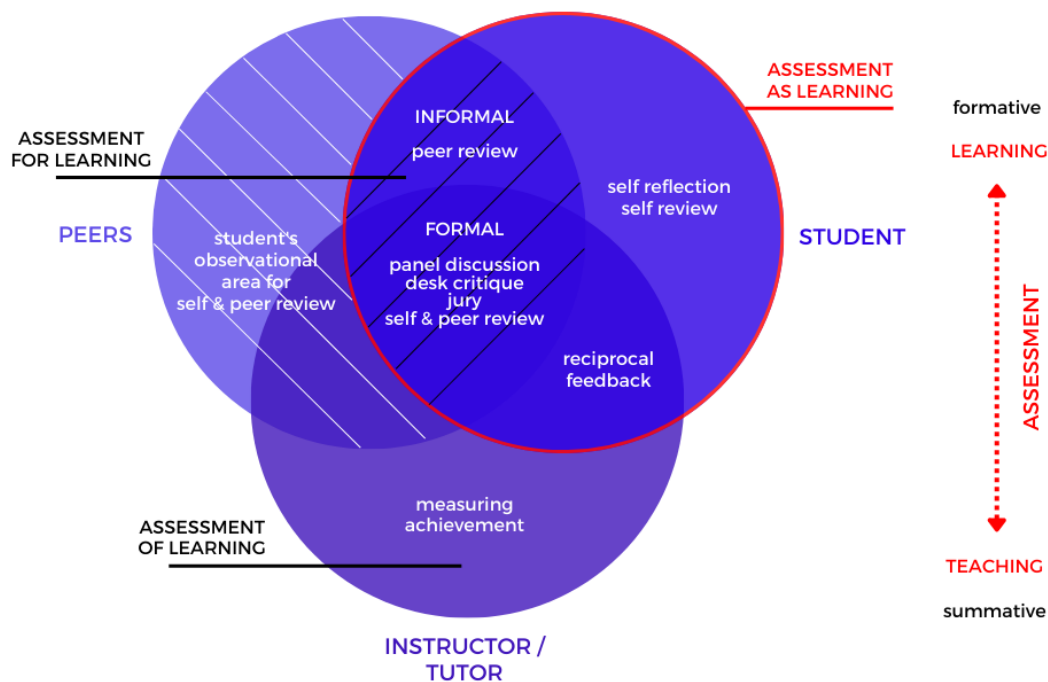 ASSESSMENT
FOR LEARNING
PEERS
student's
observational
area for
self & peer review
INFORMAL
peer review
FORMAL
panel discussion
desk critique
jury
self & peer review
self reflection
self review
reciprocal
feedback
STUDENT
ASSESSMENT
AS LEARNING
measuring
achievement
ASSESSMENT
OF LEARNING
INSTRUCTOR /
TUTOR
formative
LEARNING
ASSESSMENT
TEACHING
summative